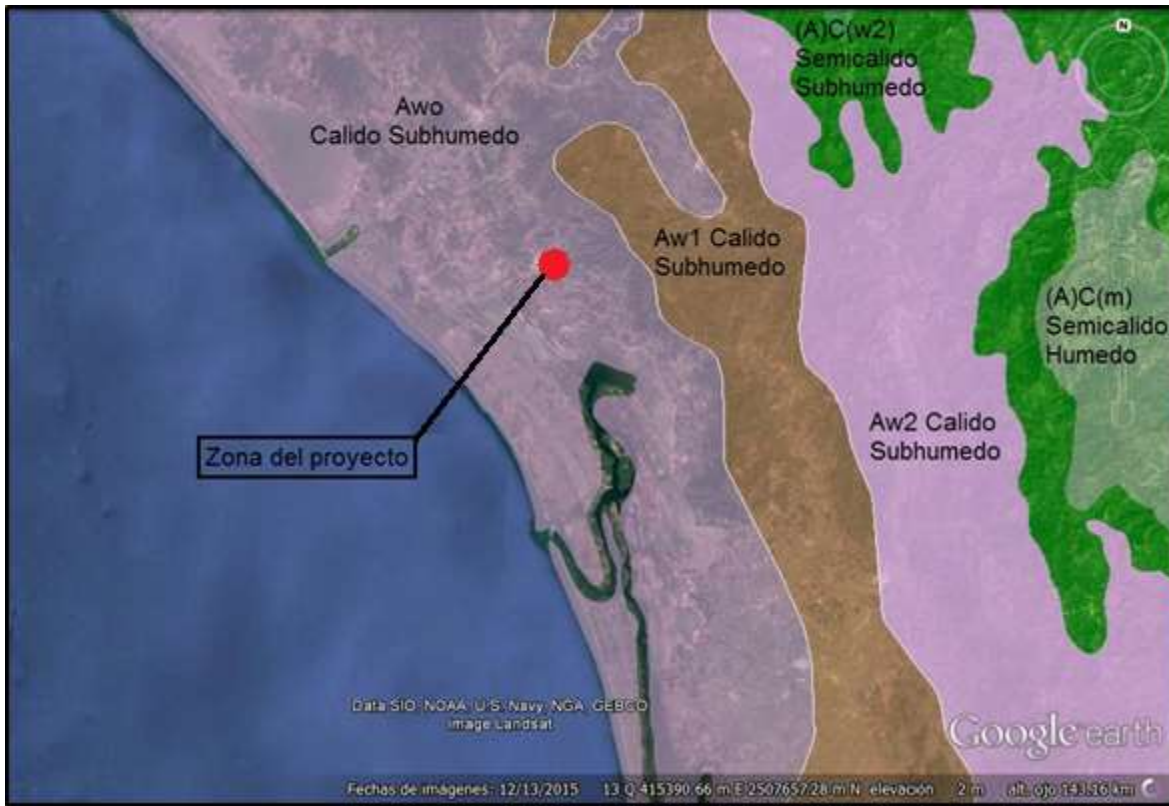 (A)C(w2)
Semicalido
Subhumedo
N
Awo
Calido Subhumedo
Aw1 Calido
Subhumedo
(A)C(m)
Semicalido
Humedo
Aw2 Calido
Subhumedo
Zona del proyecto
Data SIO, NOAA, U.S. Navy, NGA, GEBCO
Image Landsat
Google earth
Fechas de imágenes: 12/13/2015 13 Q 415390.66 m E 2507657.28 m N elevación 2 m alt. ojo 143.16 km